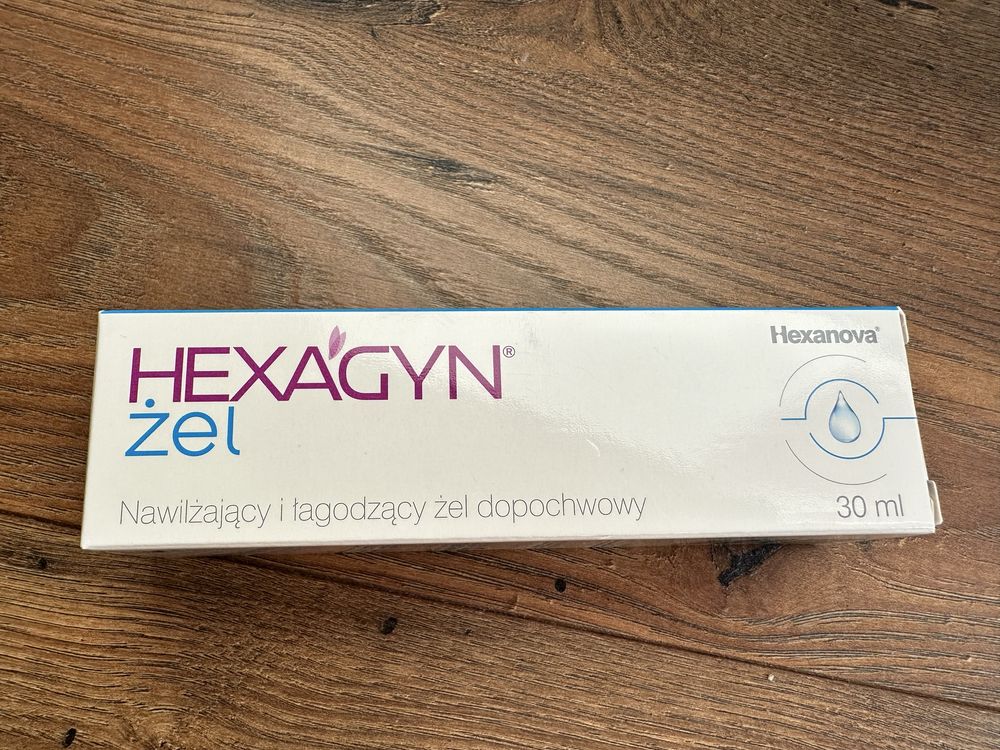 HEXAGYN®
żel
Nawilżający i łagodzący żel dopochwowy
Hexanova®
30 ml